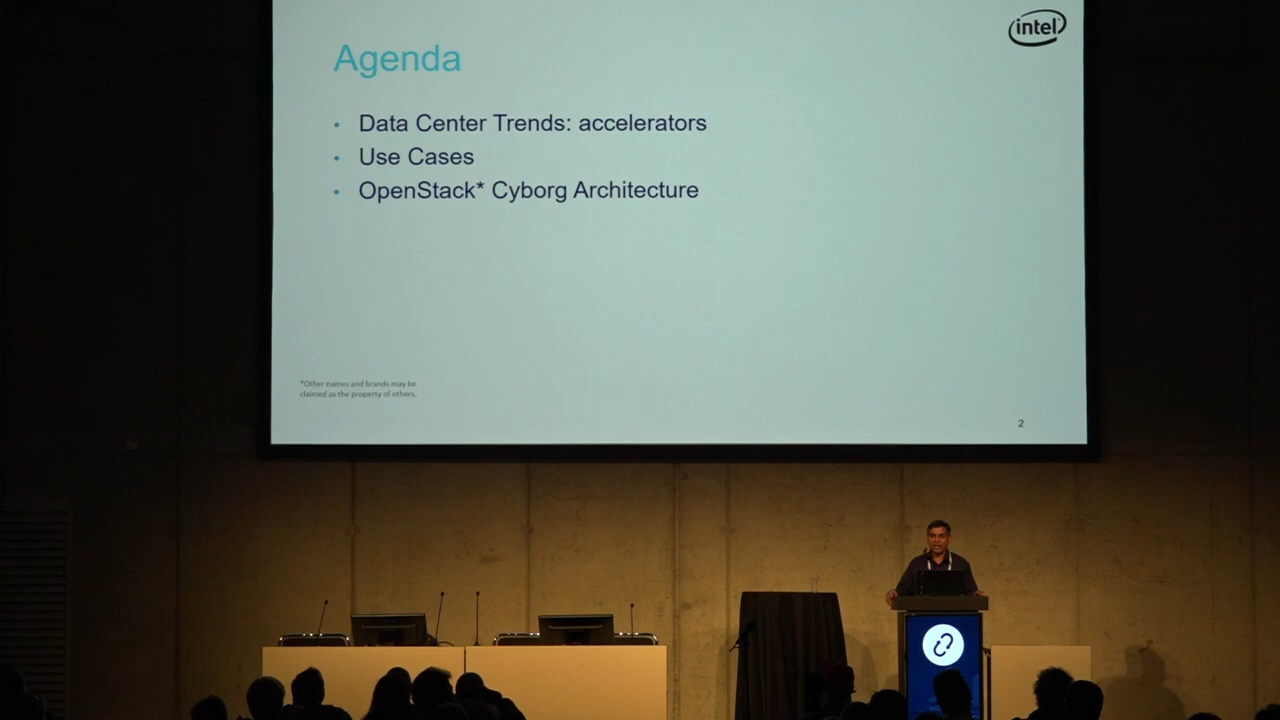 intel
Agenda
• Data Center Trends: accelerators
• Use Cases
• OpenStack* Cyborg Architecture
*Other names and brands may be
claimed as the property of others.
2